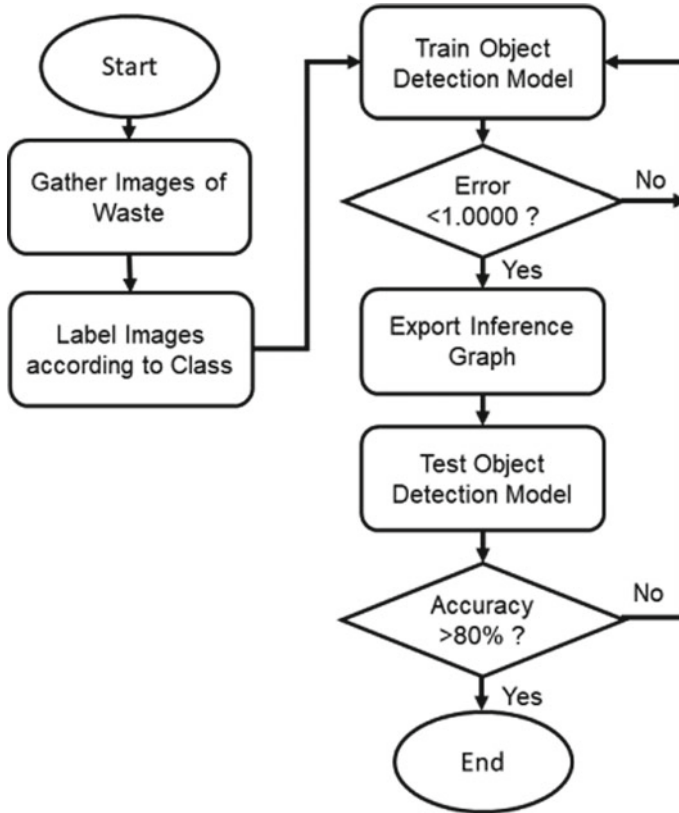 Start
Gather Images of
Waste
Label Images
according to Class
Train Object
Detection Model
Error
<1.0000 ?
No
Yes
Export Inference
Graph
Test Object
Detection Model
Accuracy
>80% ?
No
Yes
End